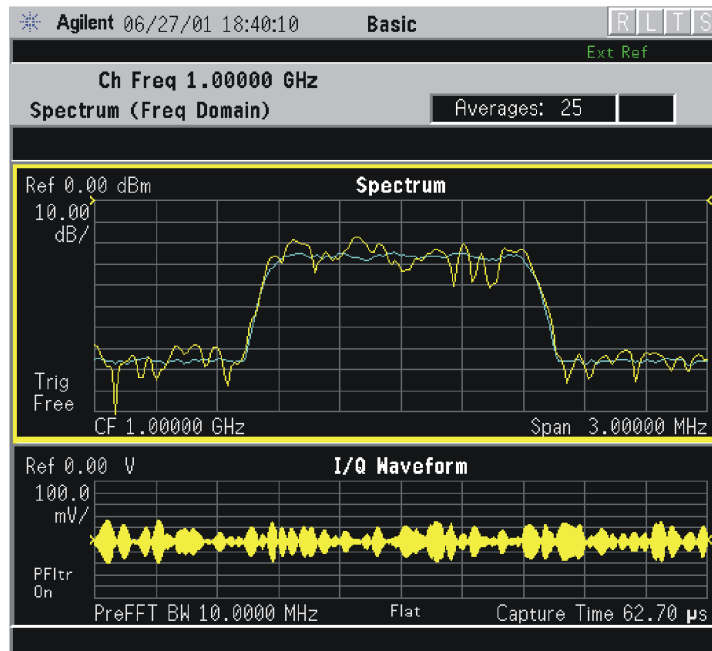 Agilent 06/27/01 18:40:10 Basic R L T S
Ext Ref
Ch Freq 1.00000 GHz
Spectrum (Freq Domain) Averages: 25
Ref 0.00 dBm Spectrum
10.00
dB/
Trig
Free
CF 1.00000 GHz Span 3.00000 MHz
Ref 0.00 V I/Q Waveform
100.0
mV/
PFltr
On
PreFFT BW 10.0000 MHz Flat Capture Time 62.70 µs